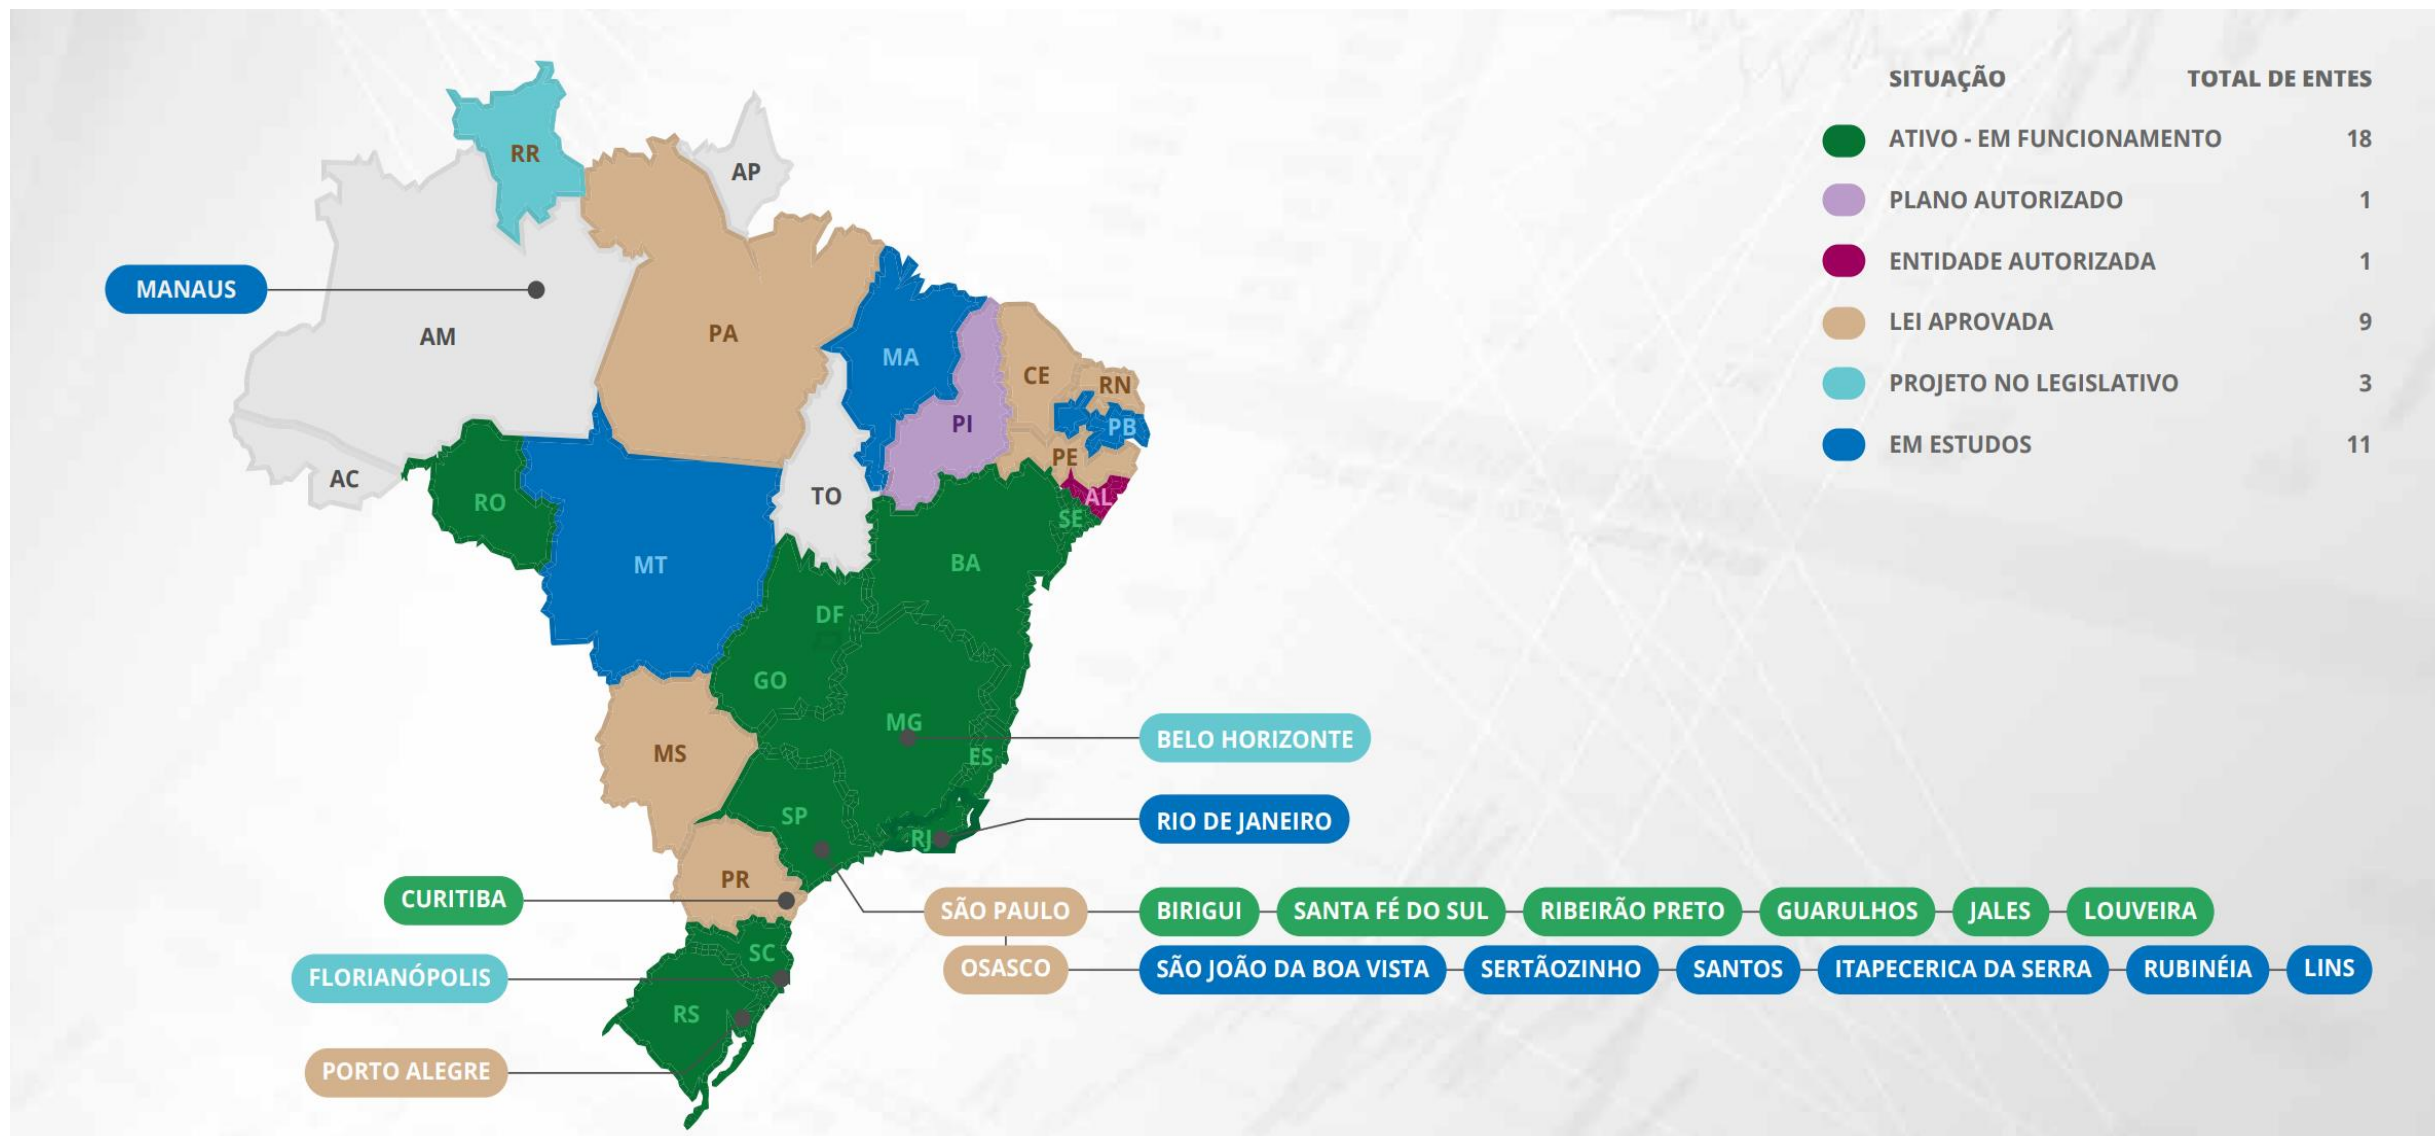 SITUAÇÃO TOTAL DE ENTES
ATIVO - EM FUNCIONAMENTO 18
PLANO AUTORIZADO 1
ENTIDADE AUTORIZADA 1
LEI APROVADA 9
PROJETO NO LEGISLATIVO 3
EM ESTUDOS 11
RR
AP
MANAUS
AM
PA
MA
CE
RN
PI
PB
PE
AC
RO
TO
AL
SE
MT
BA
DF
GO
MG
BELO HORIZONTE
MS
ES
SP
RJ
RIO DE JANEIRO
PR
CURITIBA
SÃO PAULO BIRIGUI SANTA FÉ DO SUL RIBEIRÃO PRETO GUARULHOS JALES LOUVEIRA
SC
FLORIANÓPOLIS
OSASCO SÃO JOÃO DA BOA VISTA SERTÃOZINHO SANTOS ITAPECERICA DA SERRA RUBINÉIA LINS
RS
PORTO ALEGRE